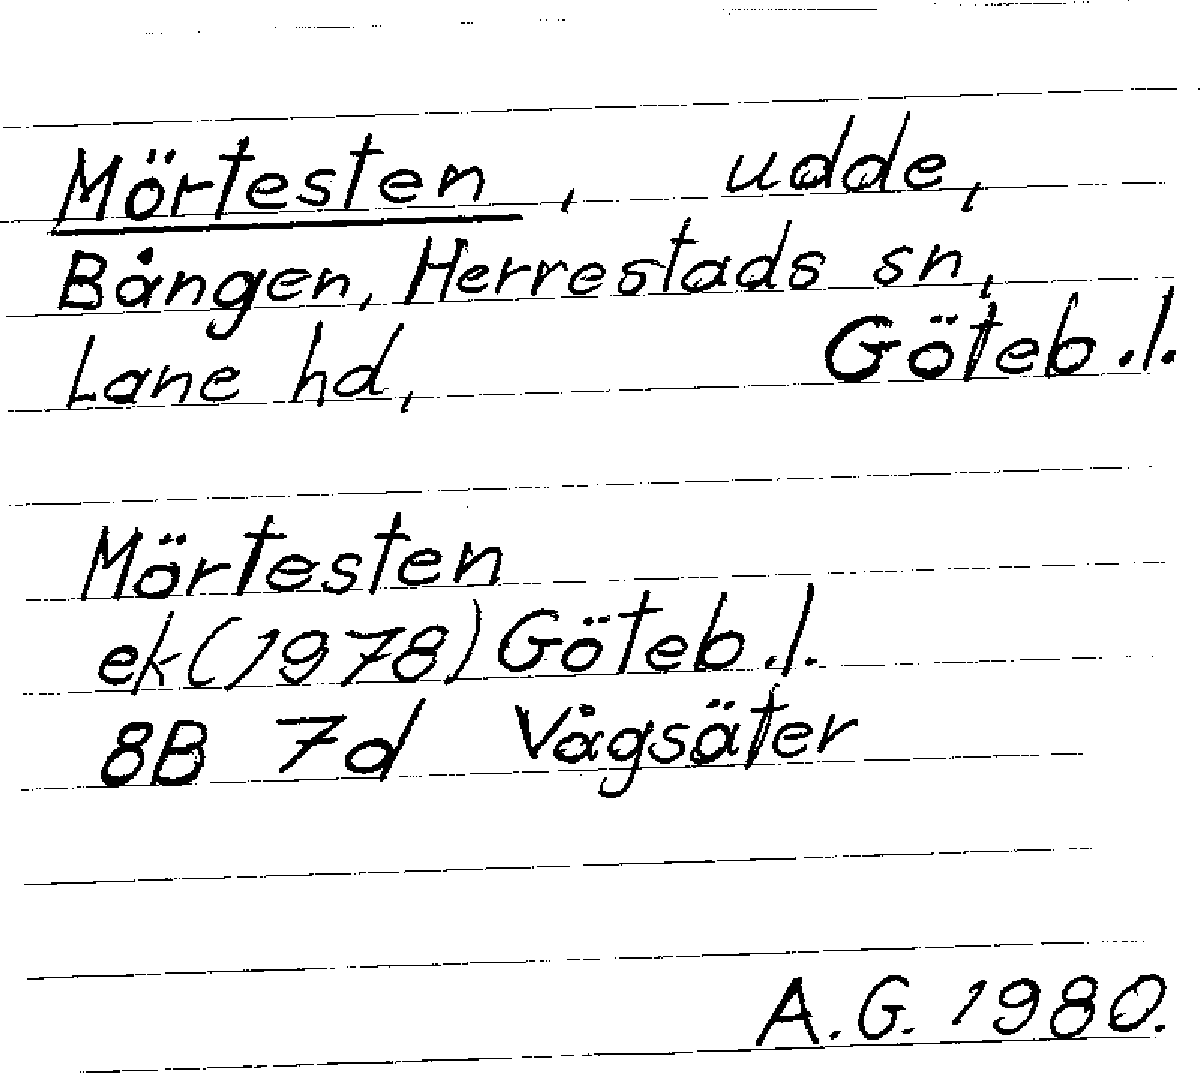 Mörtesten, udde,
Bången, Herrestads sn,
Lane hd, Göteb.l.
Mörtesten
ek(1978) Göteb.l.
8B 7d Vågsäter
A.G. 1980.